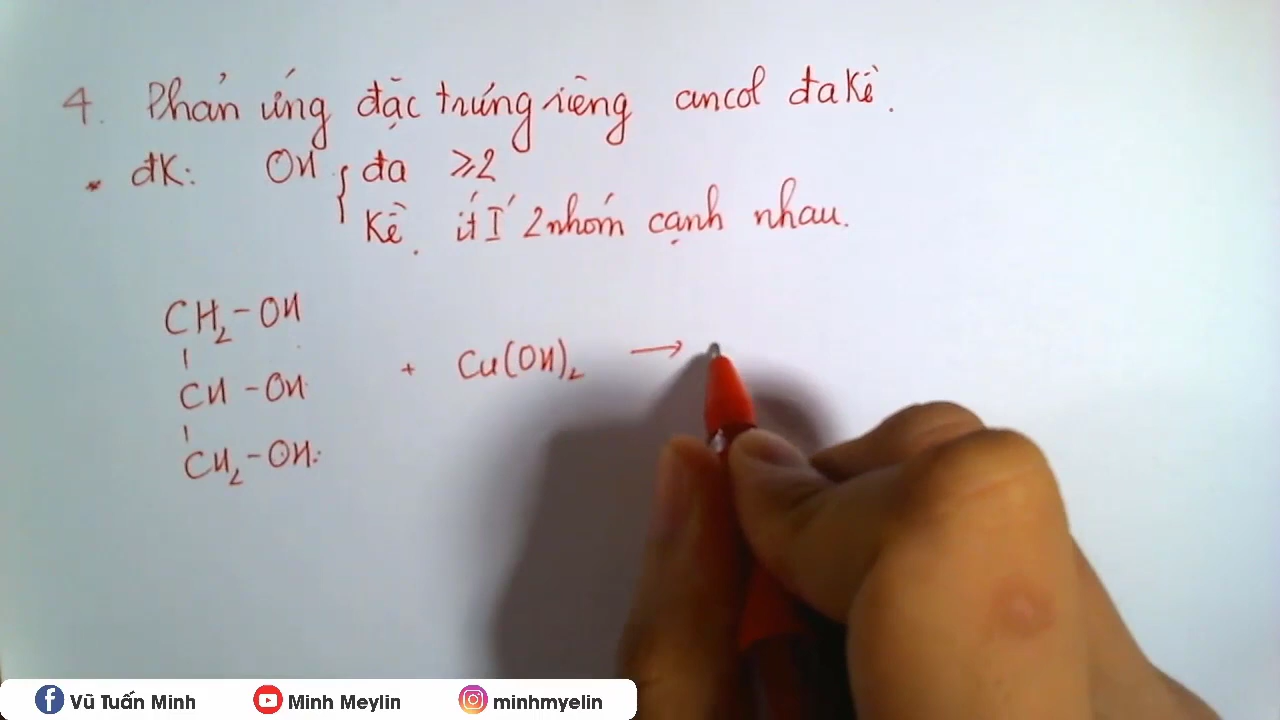 4. Phản ứng đặc trứng riêng ancol đa kề.
* đk: OH { đa ≥2
kề. ít Í 2 nhóm cạnh nhau.
CH2 - OH
CH - OH + Cu(OH)2 →
CH2 - OH
Vũ Tuấn Minh Minh Meylin minhmyelin